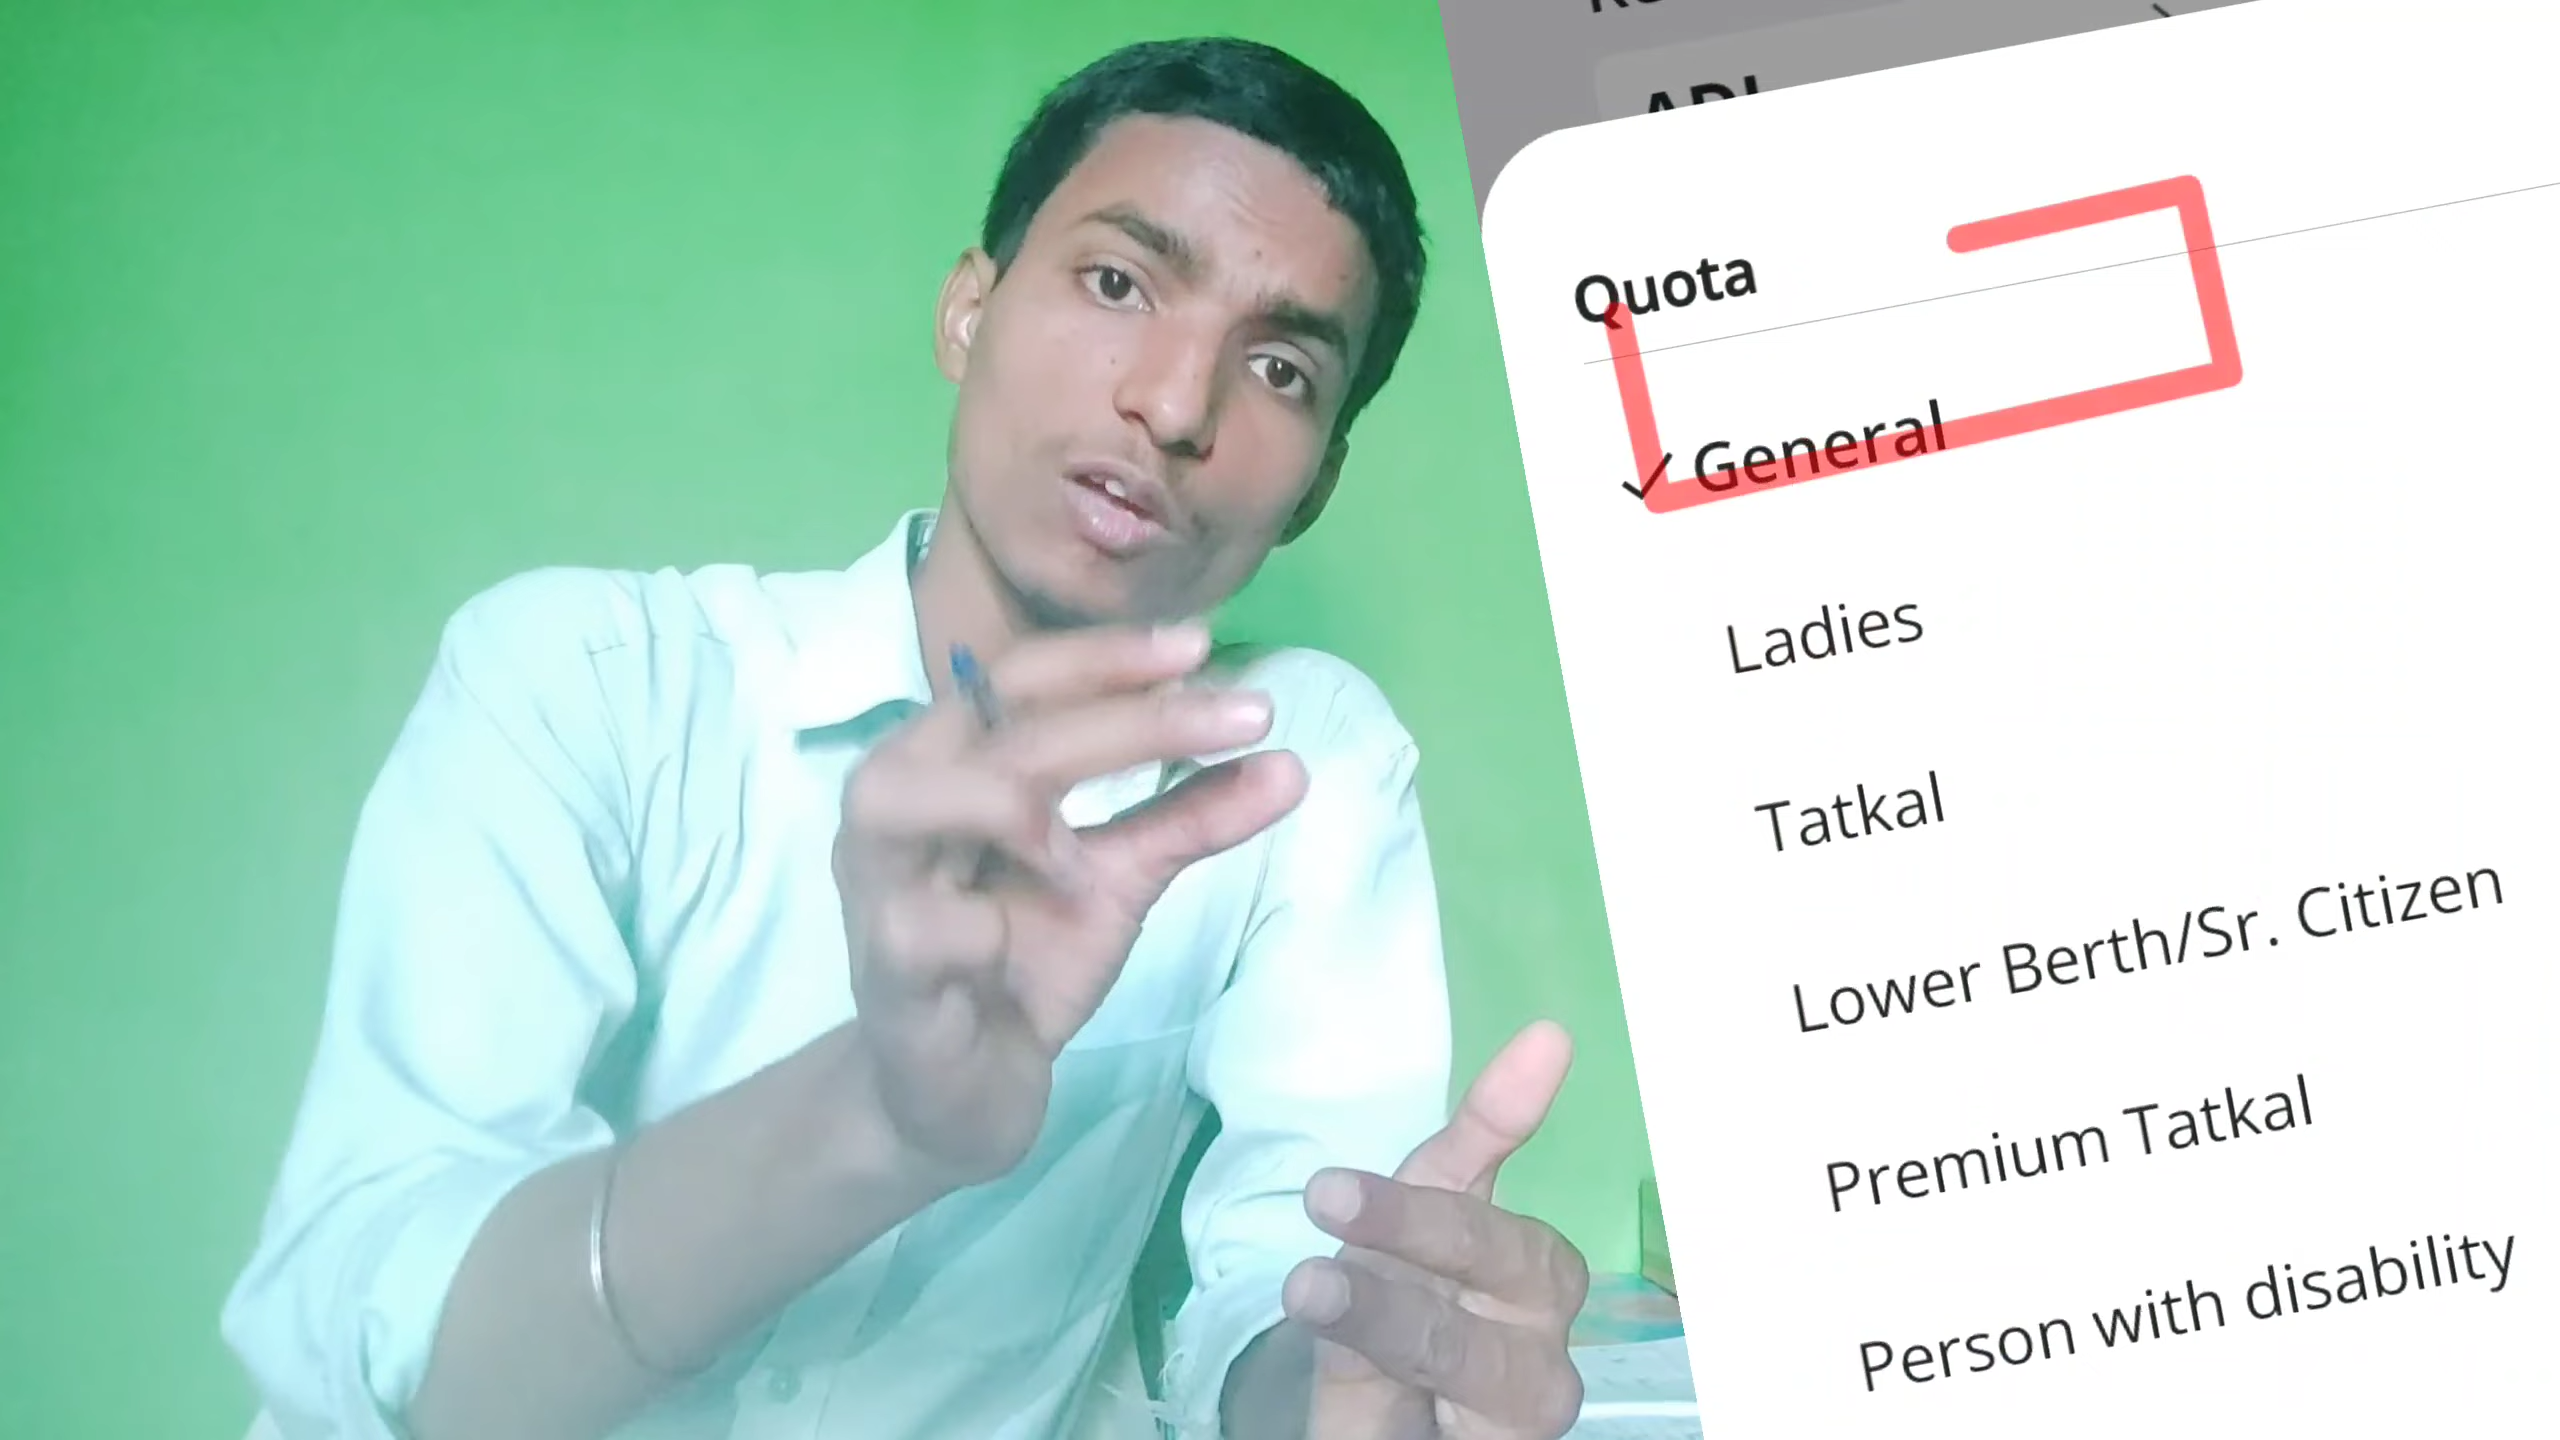 Quota
General
Ladies
Tatkal
Lower Berth/Sr. Citizen
Premium Tatkal
Person with disability